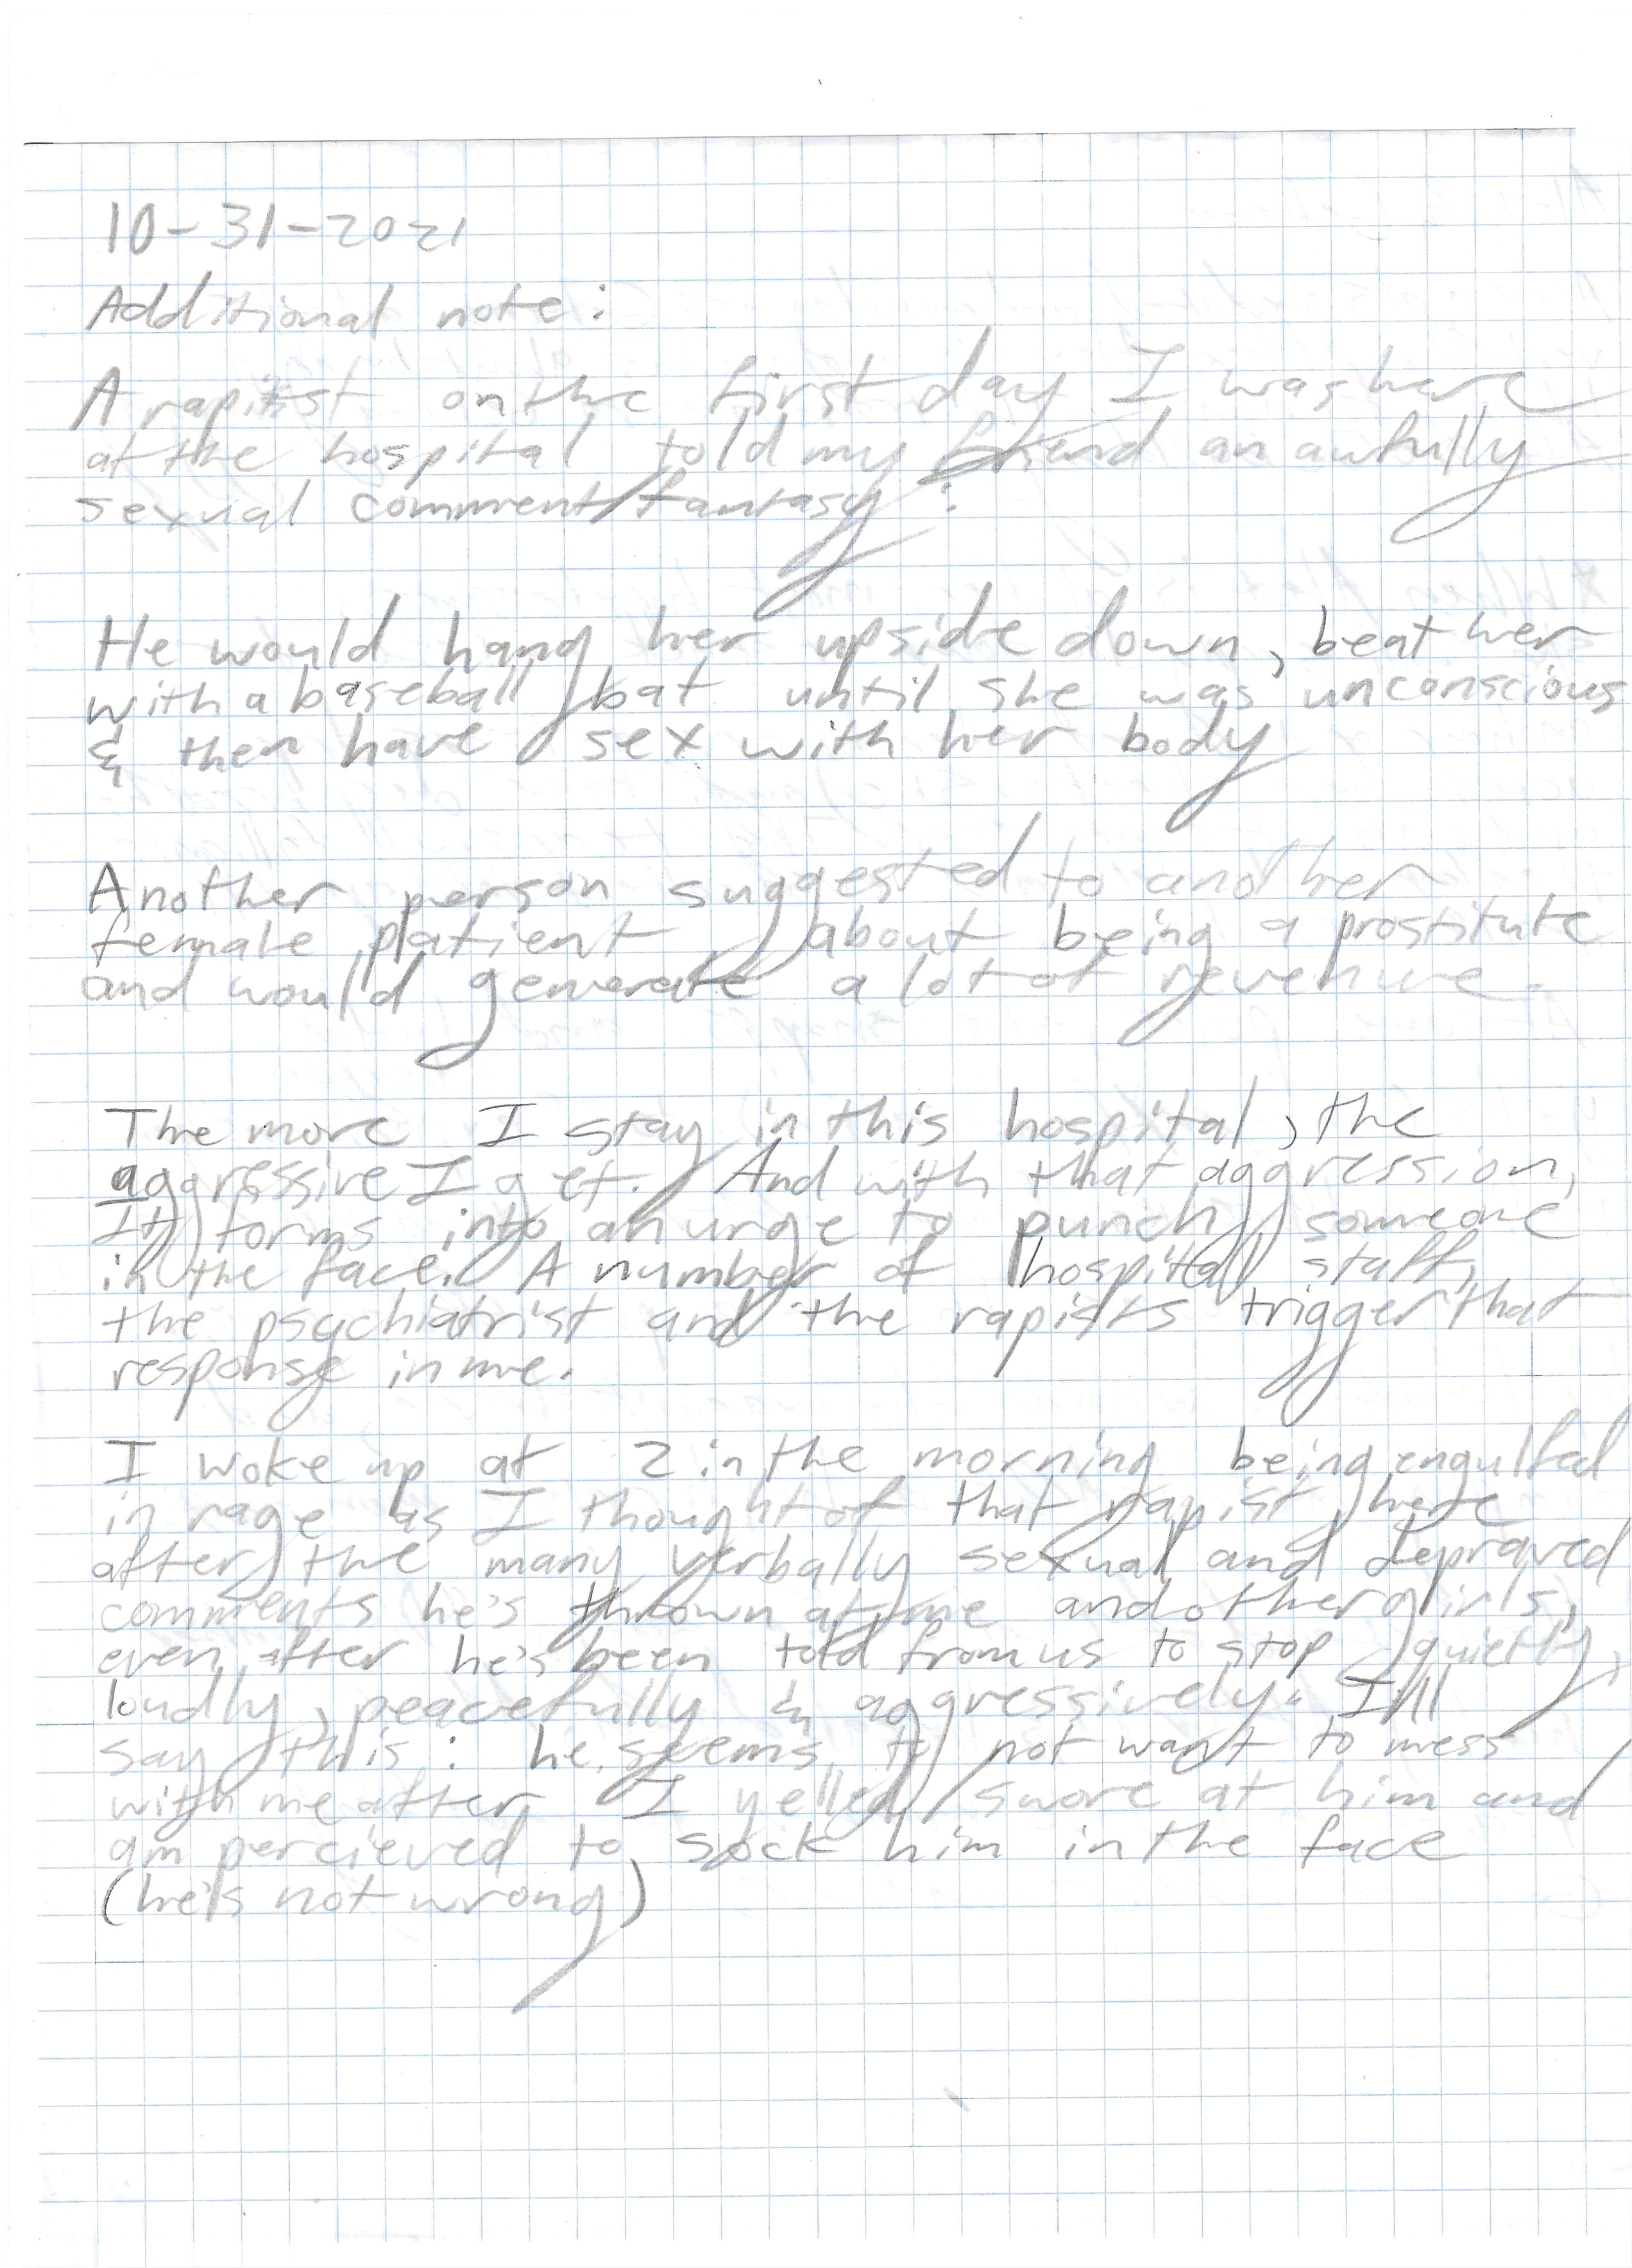 10-31-2021
Additional note:
A rapist on the first day I was here
at the hospital told my friend an awfully
sexual comment/fantasy:
He would hang her upside down, beat her
with a baseball bat until she was unconscious
& then have sex with her body
Another person suggested to another
female patient about being a prostitute
and would generate a lot of revenue.
The more I stay in this hospital, the
aggressive I get. And with that aggression,
It forms into an urge to punch someone
in the face. A number of hospital staff,
the psychiatrist and the rapists trigger that
response in me.
I woke up at 2 in the morning being engulfed
in rage as I thought of that rapist here
after the many verbally sexual and depraved
comments he's thrown at me and other girls,
even after he's been told from us to stop quietly,
loudly, peacefully & aggressively. I'll
say this: he seems to not want to mess
with me after I yelled/swore at him and
am percieved to sock him in the face
(he's not wrong)